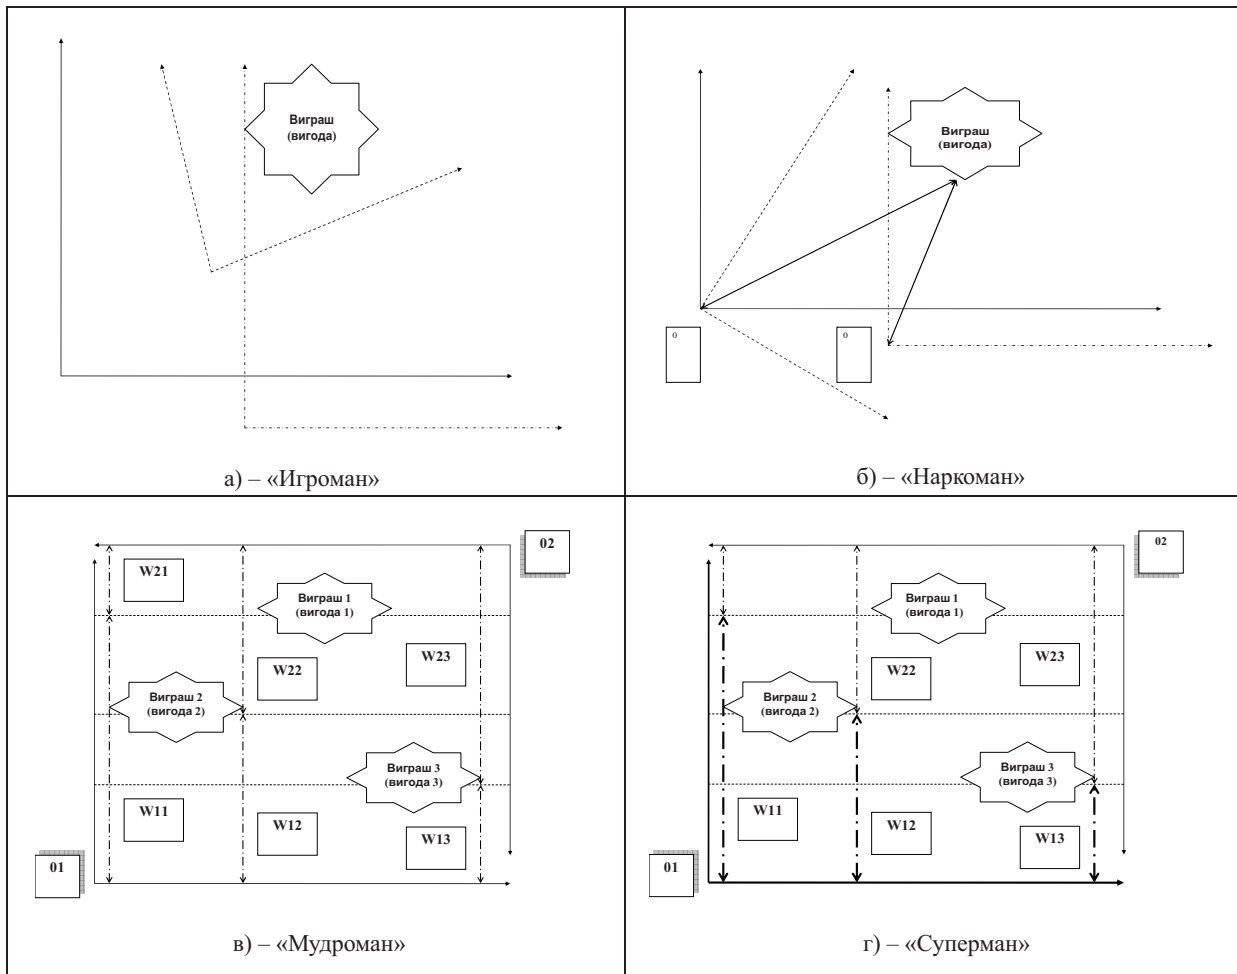 Виграш
(вигода)
а) – «Игроман»
Виграш
(вигода)
0
0
б) – «Наркоман»
02
W21
Виграш 1
(вигода 1)
W23
W22
Виграш 2
(вигода 2)
Виграш 3
(вигода 3)
W11
W12
W13
01
в) – «Мудроман»
02
Виграш 1
(вигода 1)
W23
W22
Виграш 2
(вигода 2)
Виграш 3
(вигода 3)
W11
W12
W13
01
г) – «Суперман»